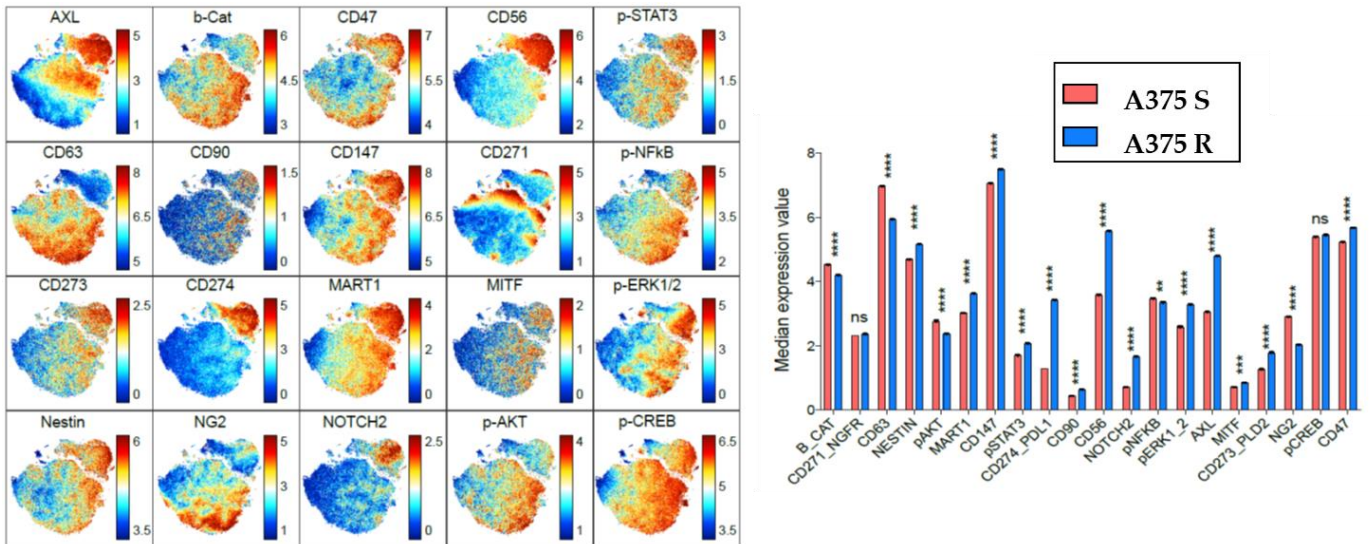 AXL b-Cat CD47 CD56 p-STAT3
5 6 7 6 3
3 4.5 5.5 4 1.5
1 3 4 2 0
CD63 CD90 CD147 CD271 p-NFkB
8 1.5 8 5 5
6.5 1 6.5 3 3
5 0 5 1 1
CD273 CD274 MART1 MITF p-ERK1/2
2.5 5 4 2 5
1 3 2 1 3
0 0 0 0 0
Nestin NG2 NOTCH2 p-AKT p-CREB
6 5 2.5 4 6.5
5 3 1 2 5
3.5 1 0 1 3.5
A375 S
A375 R
Median expression value
8
6
4
2
0
**** ns **** **** **** **** **** **** **** **** **** **** ** **** **** *** **** **** ns ****
B_CAT
CD271_NGFR
CD63
NESTIN
pAKT
MART1
CD147
pSTAT3
CD274_PDL1
CD90
CD56
NOTCH2
pNFKB
pERK1_2
AXL
MITF
CD273_PLD2
NG2
pCREB
CD47